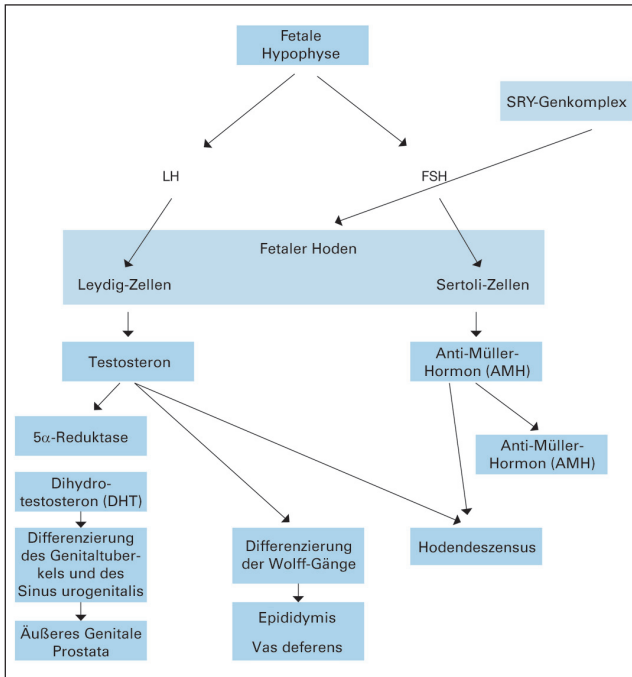 Fetale
Hypophyse
SRY-Genkomplex
LH
FSH
Fetaler Hoden
Leydig-Zellen
Sertoli-Zellen
Testosteron
Anti-Müller-
Hormon (AMH)
5α-Reduktase
Anti-Müller-
Hormon (AMH)
Dihydro-
testosteron (DHT)
Differenzierung
des Genitaltuber-
kels und des
Sinus urogenitalis
Differenzierung
der Wolff-Gänge
Hodendeszensus
Äußeres Genitale
Prostata
Epididymis
Vas deferens